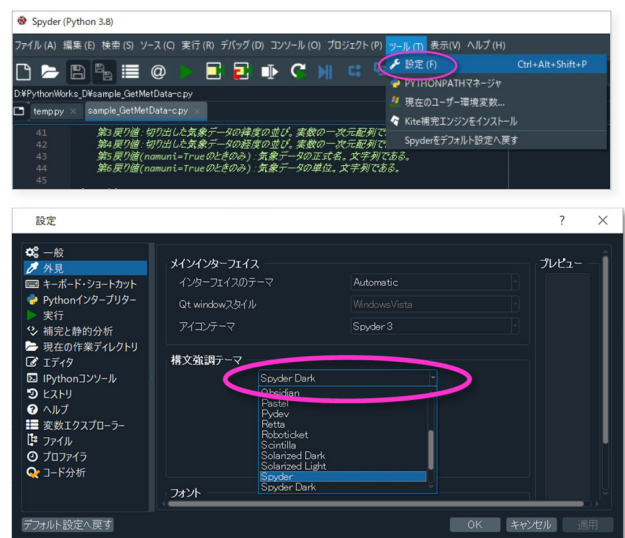 Spyder (Python 3.8)
ファイル (A) 編集 (E) 検索 (S) ソース (C) 実行 (R) デバッグ (D) コンソール (O) プロジェクト (P) ツール (T) 表示(V) ヘルプ (H)
設定 (F) Ctrl+Alt+Shift+P
D:¥PythonWorks_D¥sample_GetMetData-c.py
PYTHONPATHマネージャ
temp.py × sample_GetMetData-c.py ×
現在のユーザー環境変数...
Kite補完エンジンをインストール
Spyderをデフォルト設定へ戻す
41 第3戻り値:切り出した気象データの緯度の並び。実数の一次元配列で
42 第4戻り値:切り出した気象データの経度の並び。実数の一次元配列で
43 第5戻り値(namuni=Trueのときのみ):気象データの正式名。文字列である。
44 第6戻り値(namuni=Trueのときのみ):気象データの単位。文字列である。
45
設定 ? ×
一般
外見
キーボード・ショートカット
Pythonインタープリター
実行
補完と静的分析
現在の作業ディレクトリ
エディタ
IPythonコンソール
ヒストリ
ヘルプ
変数エクスプローラー
ファイル
プロファイラ
コード分析
メインインターフェイス
インターフェイスのテーマ Automatic
Qt windowスタイル WindowsVista
アイコンテーマ Spyder 3
構文強調テーマ
Spyder Dark
Obsidian
Pastel
Pydev
Retta
Roboticket
Scintilla
Solarized Dark
Solarized Light
Spyder
Spyder Dark
フォント
プレビュー
デフォルト設定へ戻す OK キャンセル 適用